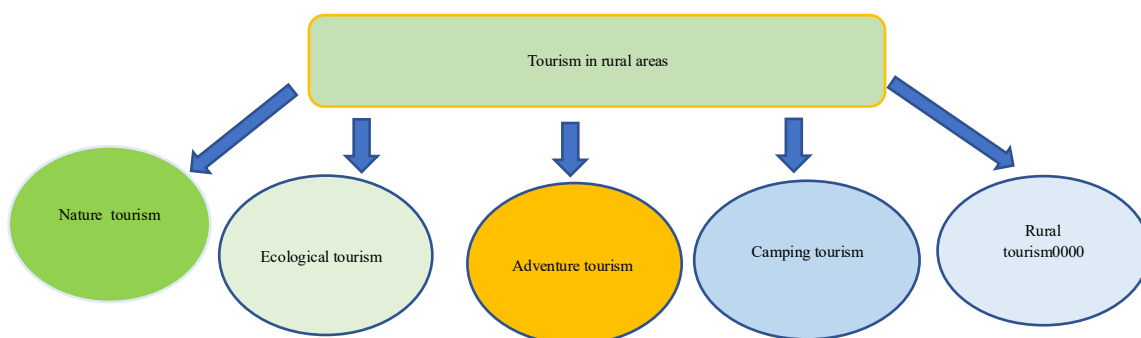 Tourism in rural areas
Nature  tourism
Ecological tourism
Adventure tourism
Camping tourism
Rural
tourism0000